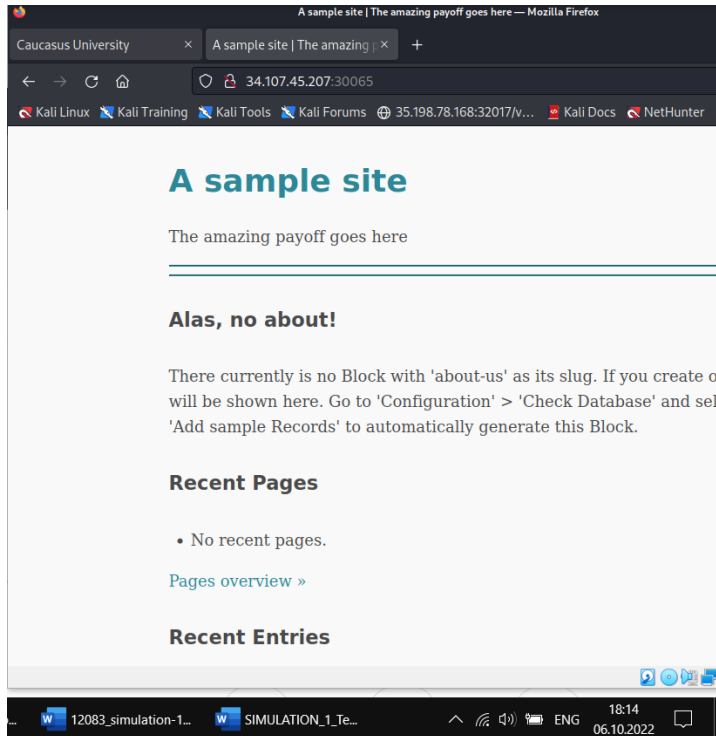 A sample site | The amazing payoff goes here — Mozilla Firefox
Caucasus University
A sample site | The amazing
34.107.45.207:30065
Kali Linux Kali Training Kali Tools Kali Forums 35.198.78.168:32017/v... Kali Docs NetHunter
A sample site
The amazing payoff goes here
Alas, no about!
There currently is no Block with 'about-us' as its slug. If you create
will be shown here. Go to 'Configuration' > 'Check Database' and
'Add sample Records' to automatically generate this Block.
Recent Pages
• No recent pages.
Pages overview »
Recent Entries
12083_simulation-1... SIMULATION_1_Te... ENG 18:14
06.10.2022